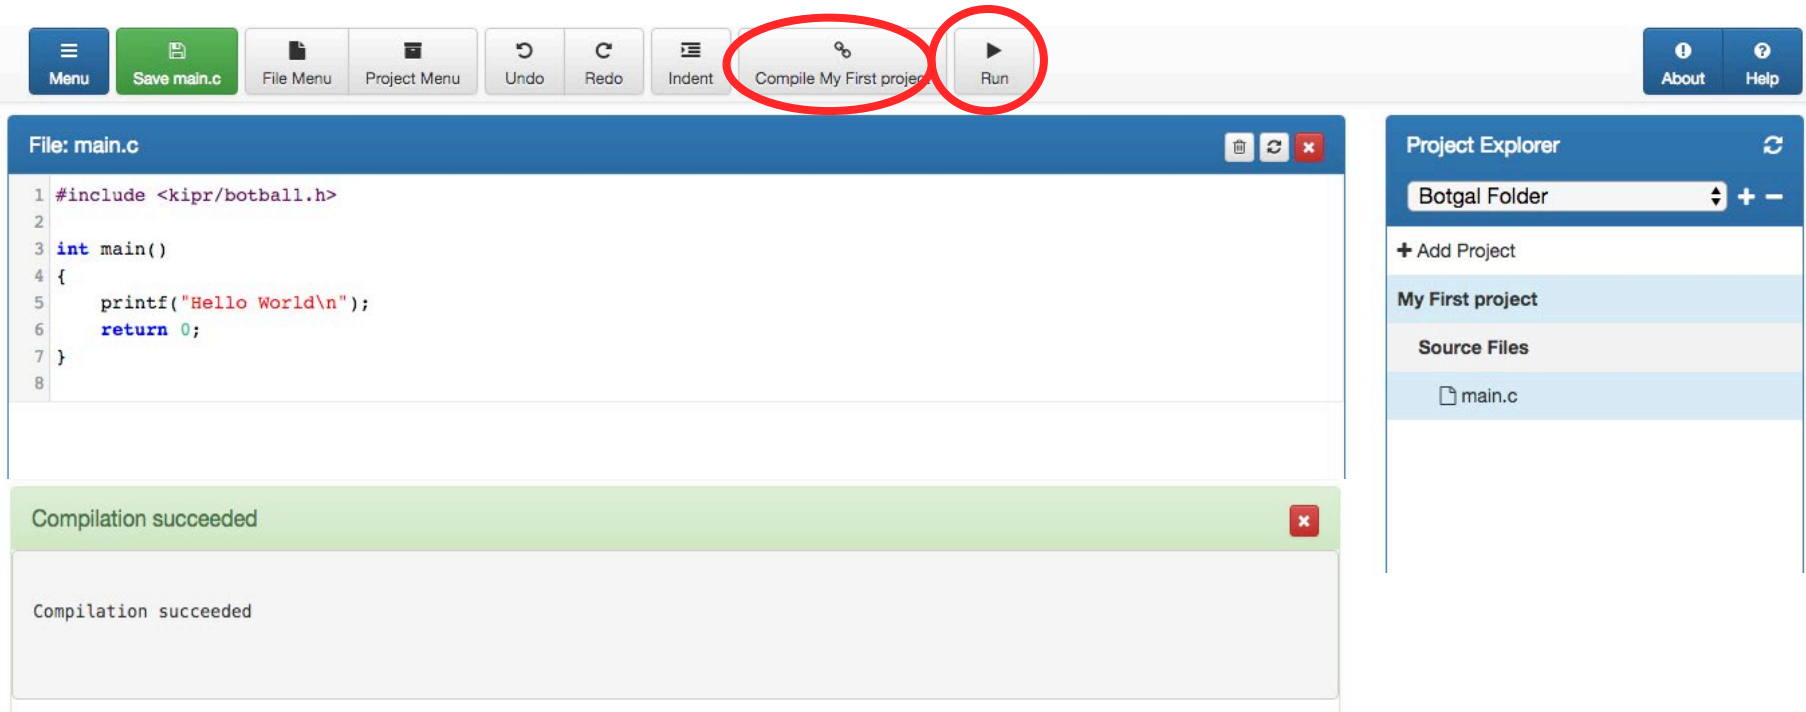 Menu
Save main.c
File Menu
Project Menu
Undo
Redo
Indent
Compile My First project
Run
About
Help
File: main.c
1 #include <kipr/botball.h>
2
3 int main()
4 {
5     printf("Hello World\n");
6     return 0;
7 }
8
Project Explorer
Botgal Folder
Add Project
My First project
Source Files
main.c
Compilation succeeded
Compilation succeeded